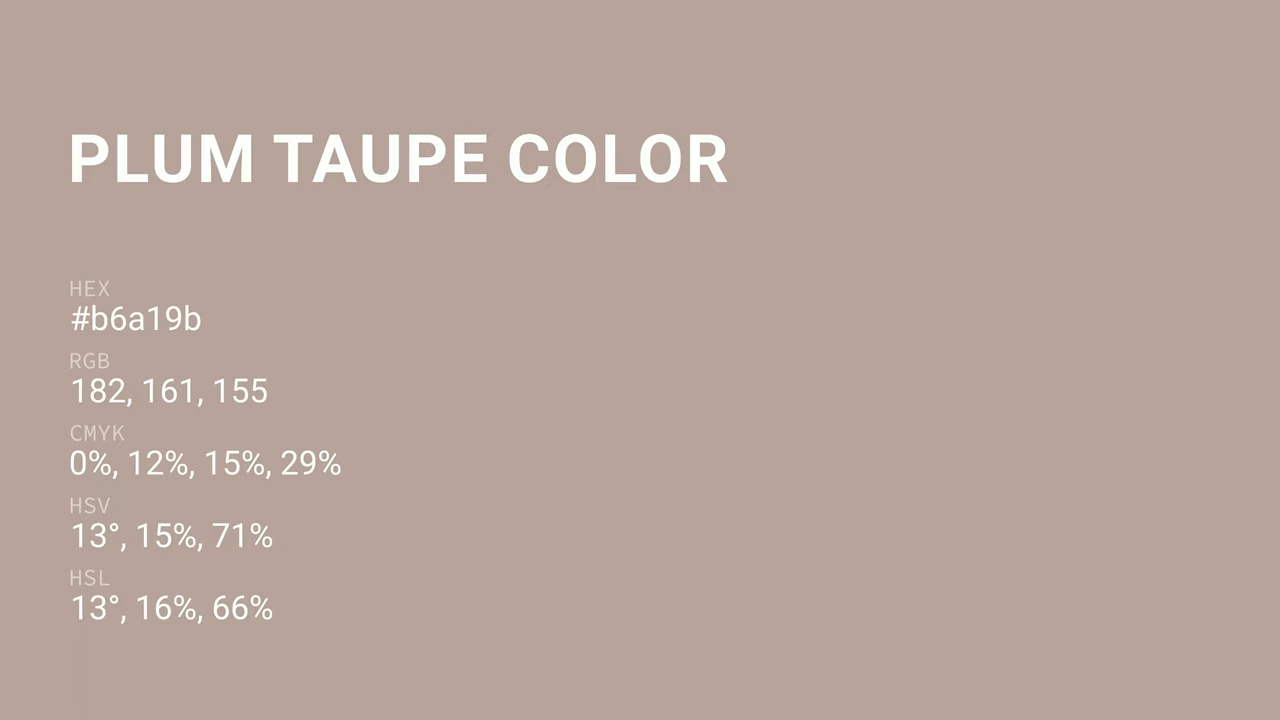 PLUM TAUPE COLOR
HEX
#b6a19b
RGB
182, 161, 155
CMYK
0%, 12%, 15%, 29%
HSV
13°, 15%, 71%
HSL
13°, 16%, 66%